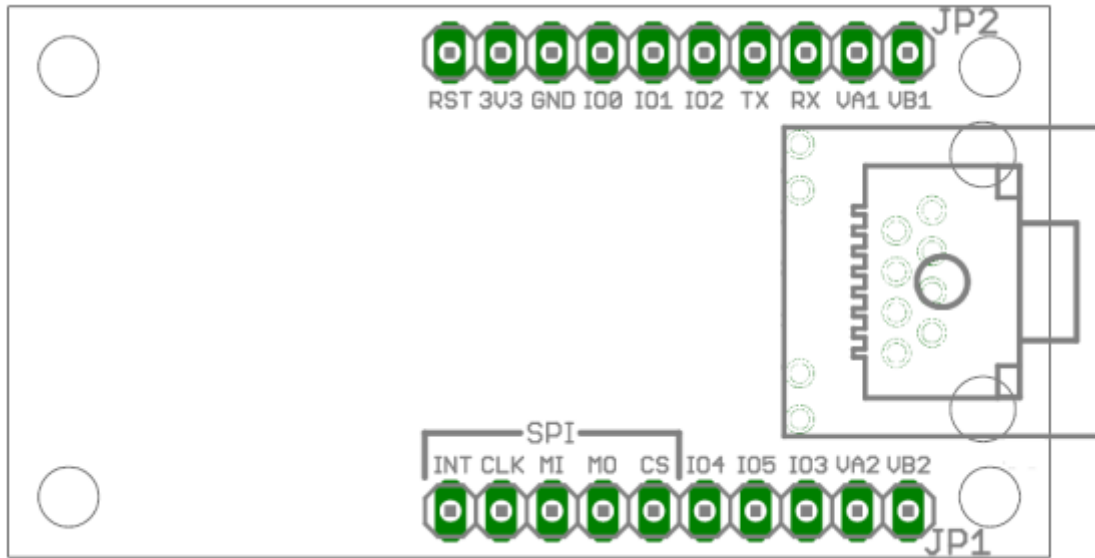 JP2
RST 3V3 GND IO0 IO1 IO2 TX RX VA1 VB1
SPI
INT CLK MI MO CS IO4 IO5 IO3 VA2 VB2
JP1